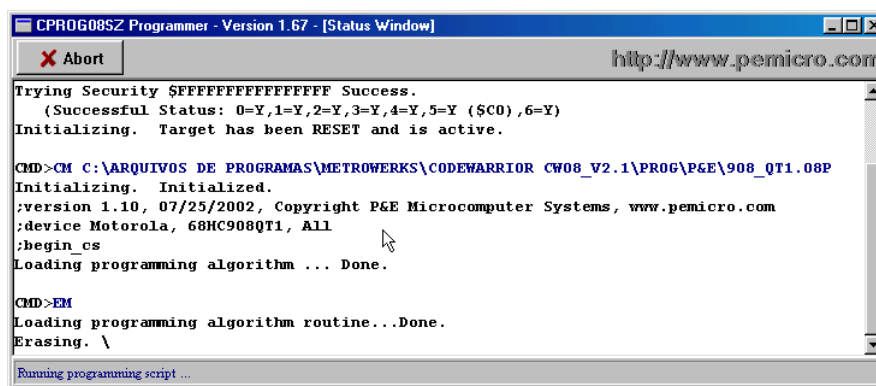 CPROG08SZ Programmer - Version 1.67 - [Status Window]
Abort
http://www.pemicro.com
Trying Security $FFFFFFFFFFFFFFFF Success.
(Successful Status: 0=Y,1=Y,2=Y,3=Y,4=Y,5=Y ($C0),6=Y)
Initializing. Target has been RESET and is active.
CMD>CM C:\ARQUIVOS DE PROGRAMAS\METROWERKS\CODEWARRIOR CW08_V2.1\PROG\P&E\908_QT1.08P
Initializing. Initialized.
;version 1.10, 07/25/2002, Copyright P&E Microcomputer Systems, www.pemicro.com
;device Motorola, 68HC908QT1, All
;begin_cs
Loading programming algorithm ... Done.
CMD>EM
Loading programming algorithm routine...Done.
Erasing. \
Running programming script ...